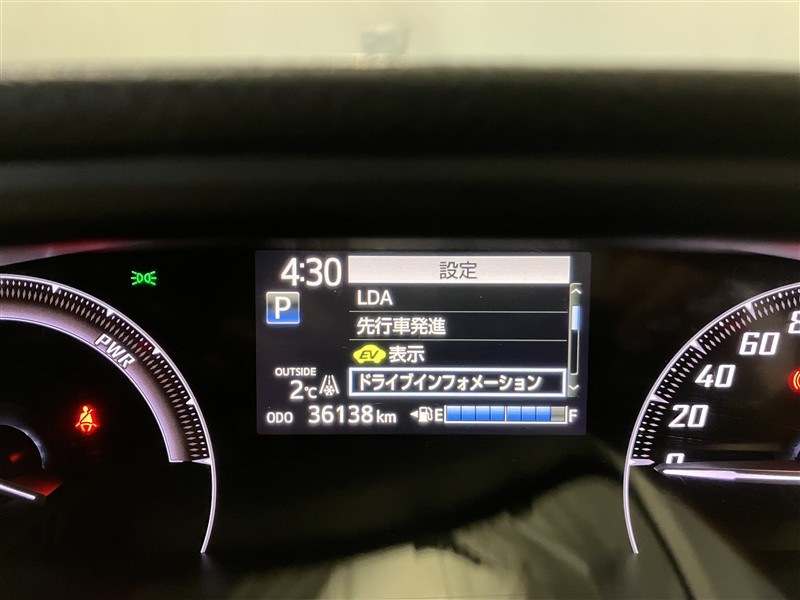 4:30
設定
P
LDA
先行車発進
EV 表示
ドライブインフォメーション
OUTSIDE
2℃
ODO 36138 km
E
F
PWR
60
40
20
0